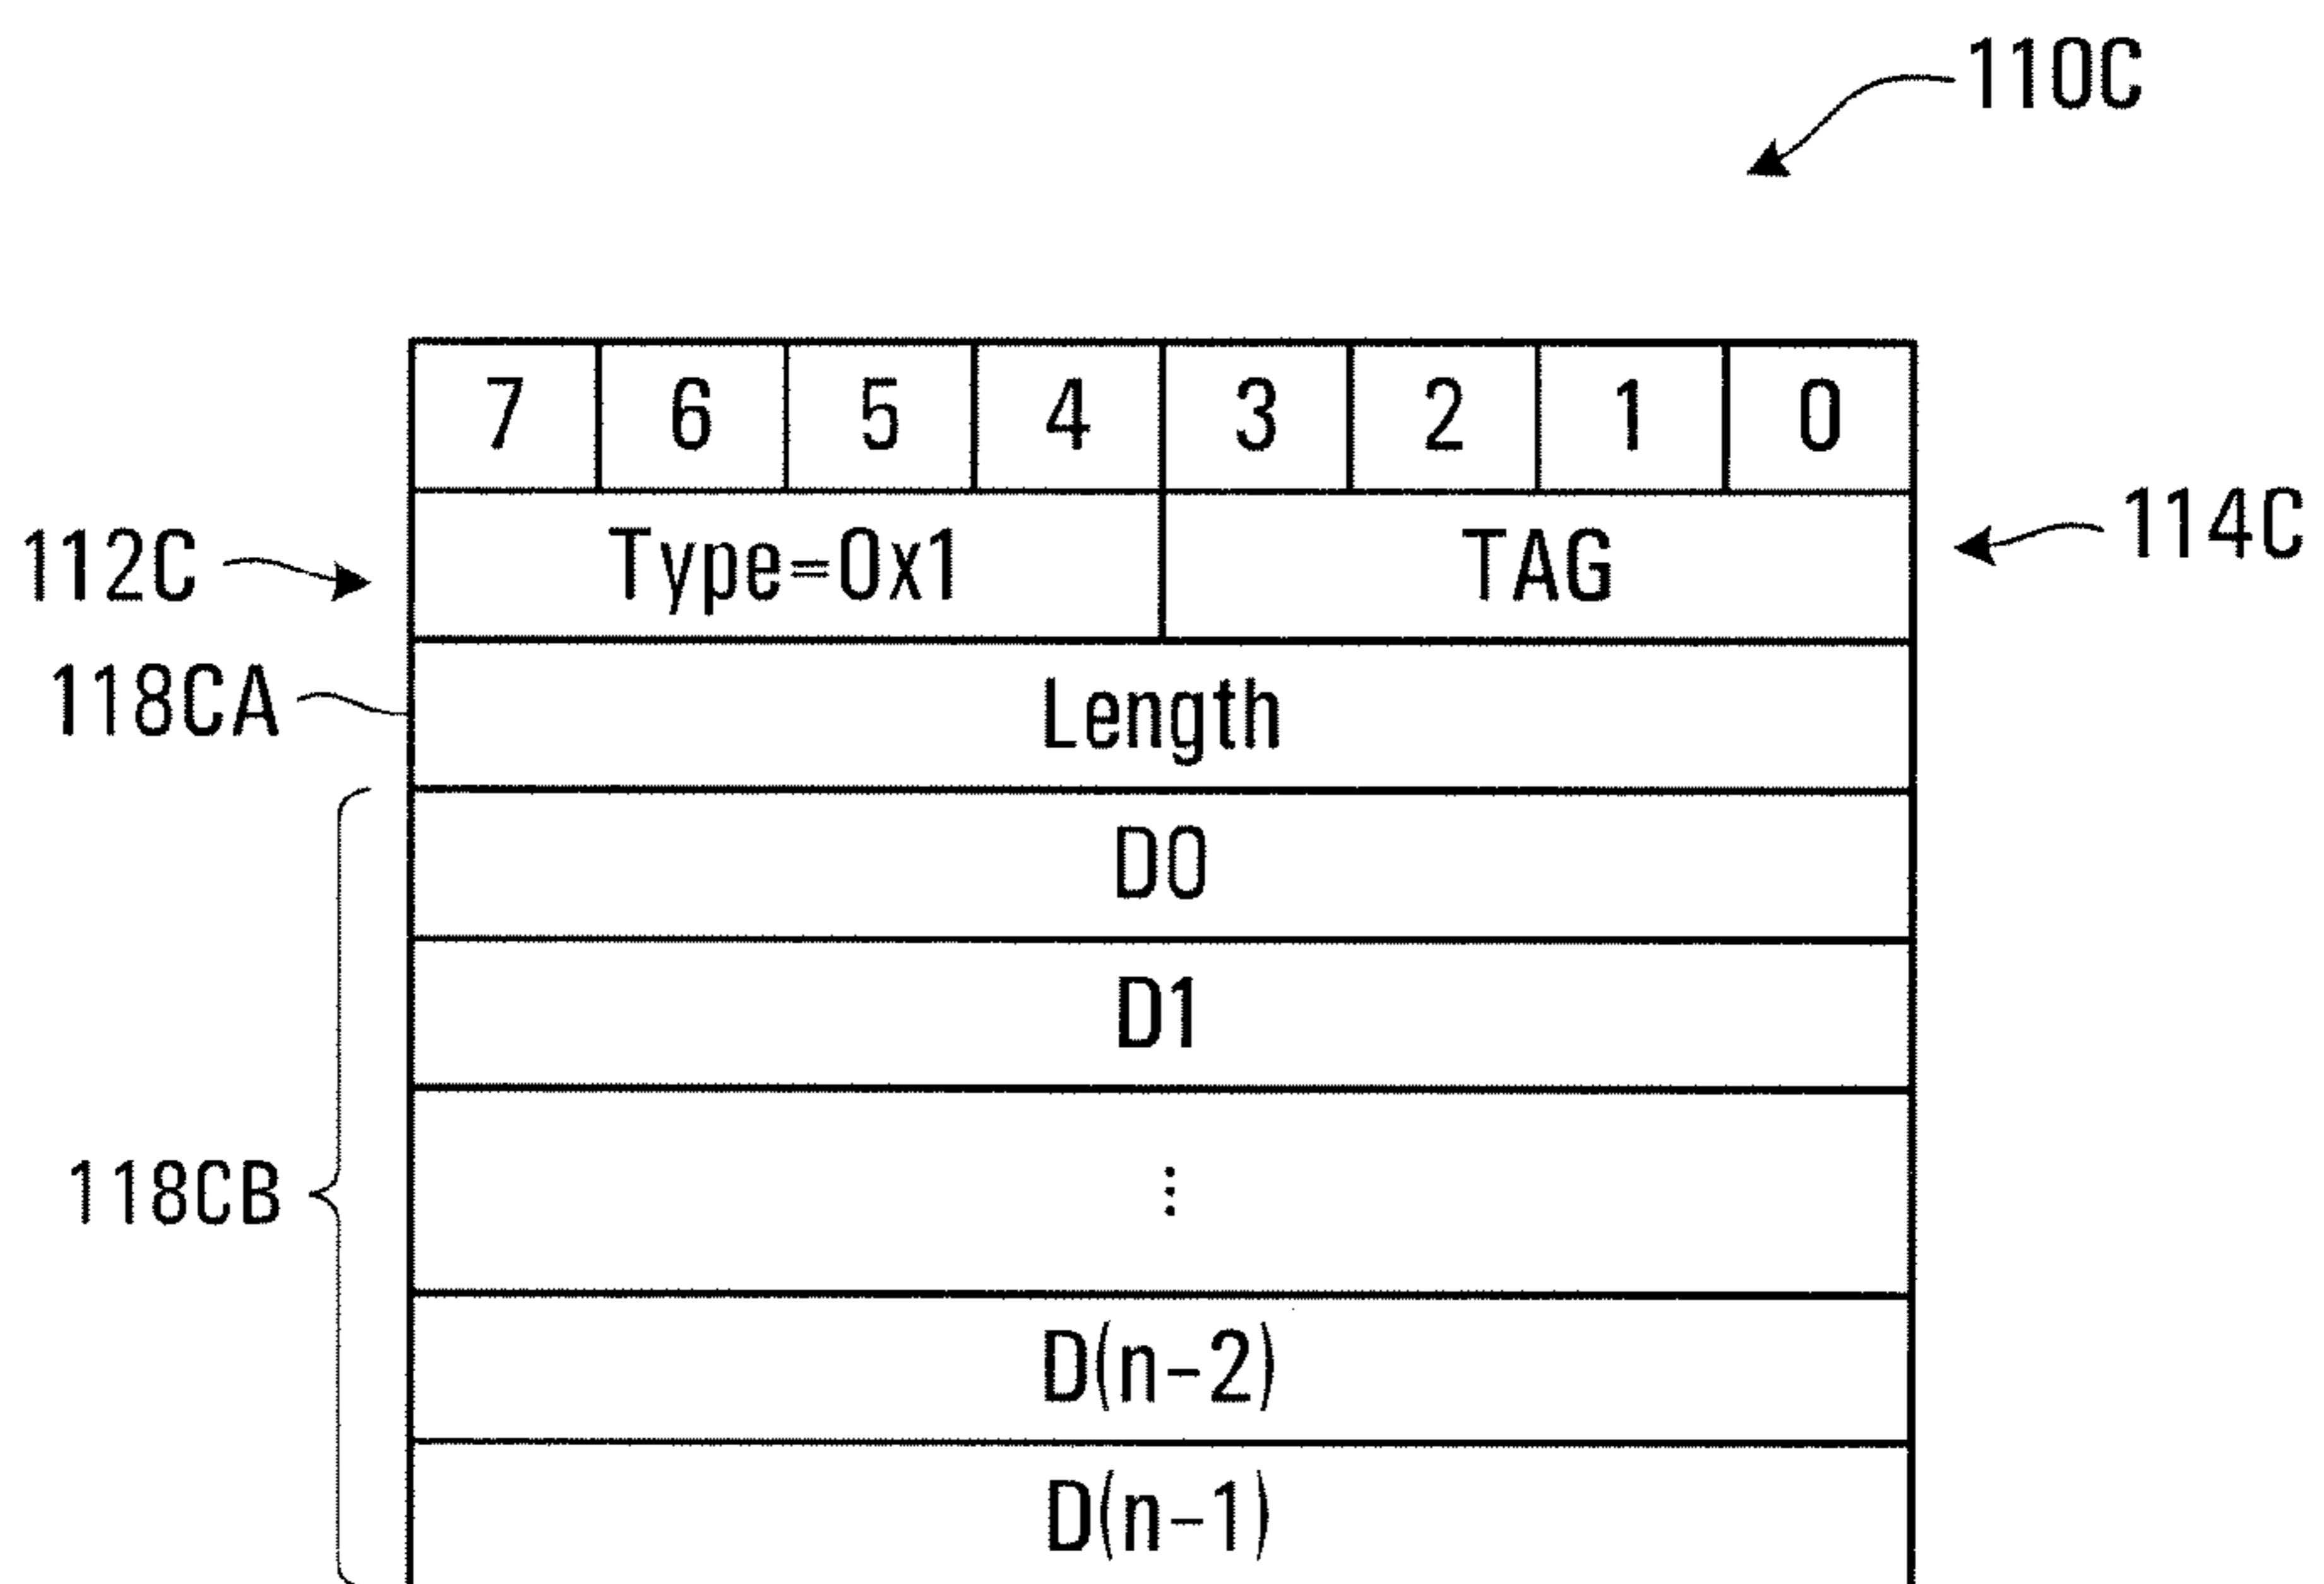 110C
7 6 5 4 3 2 1 0
112C Type=0x1 TAG 114C
118CA Length
D0
D1
118CB ⋮
D(n-2)
D(n-1)